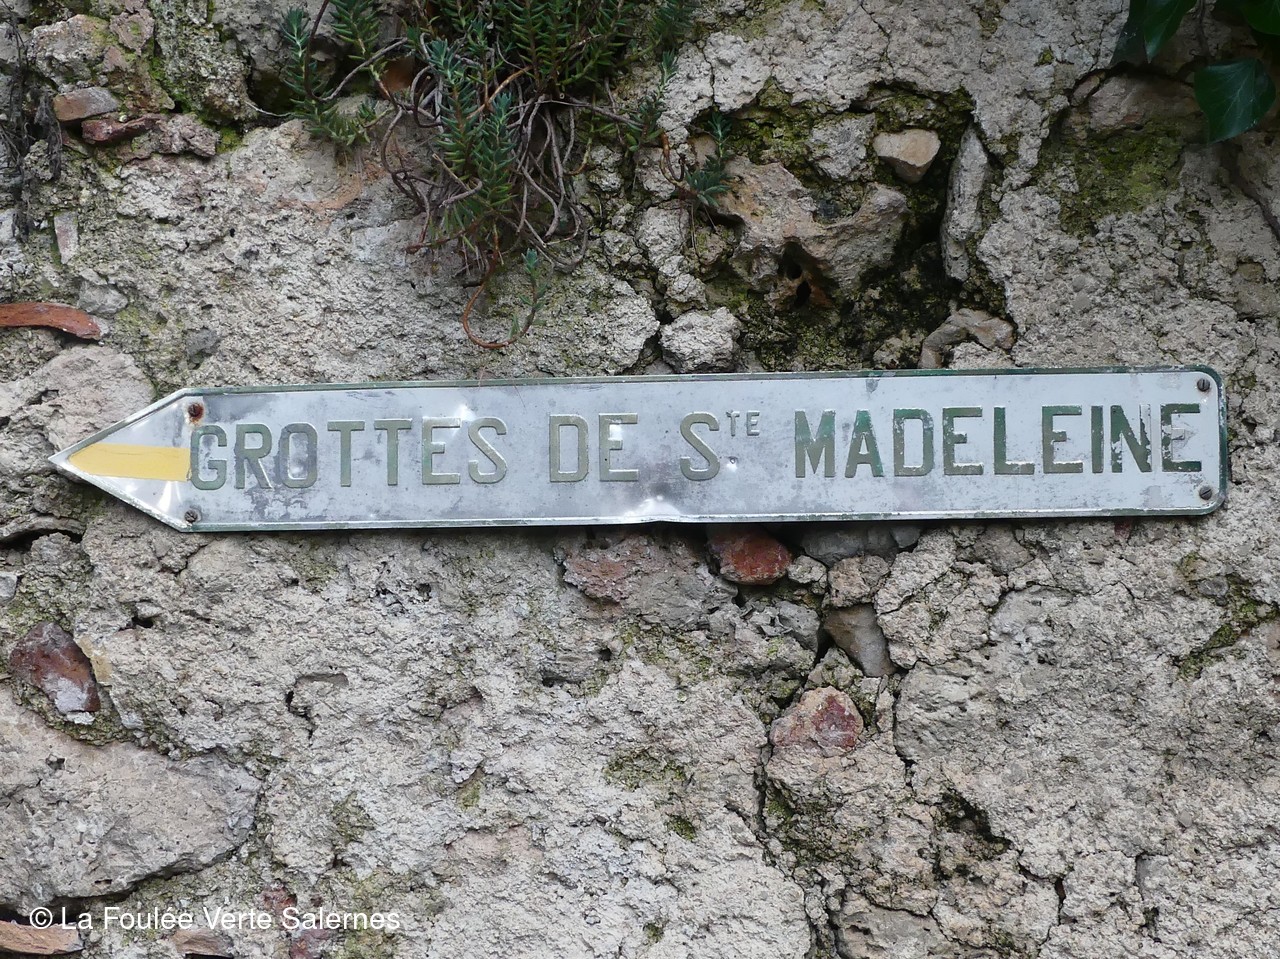 GROTTES DE STE MADELEINE
© La Foulée Verte Salernes